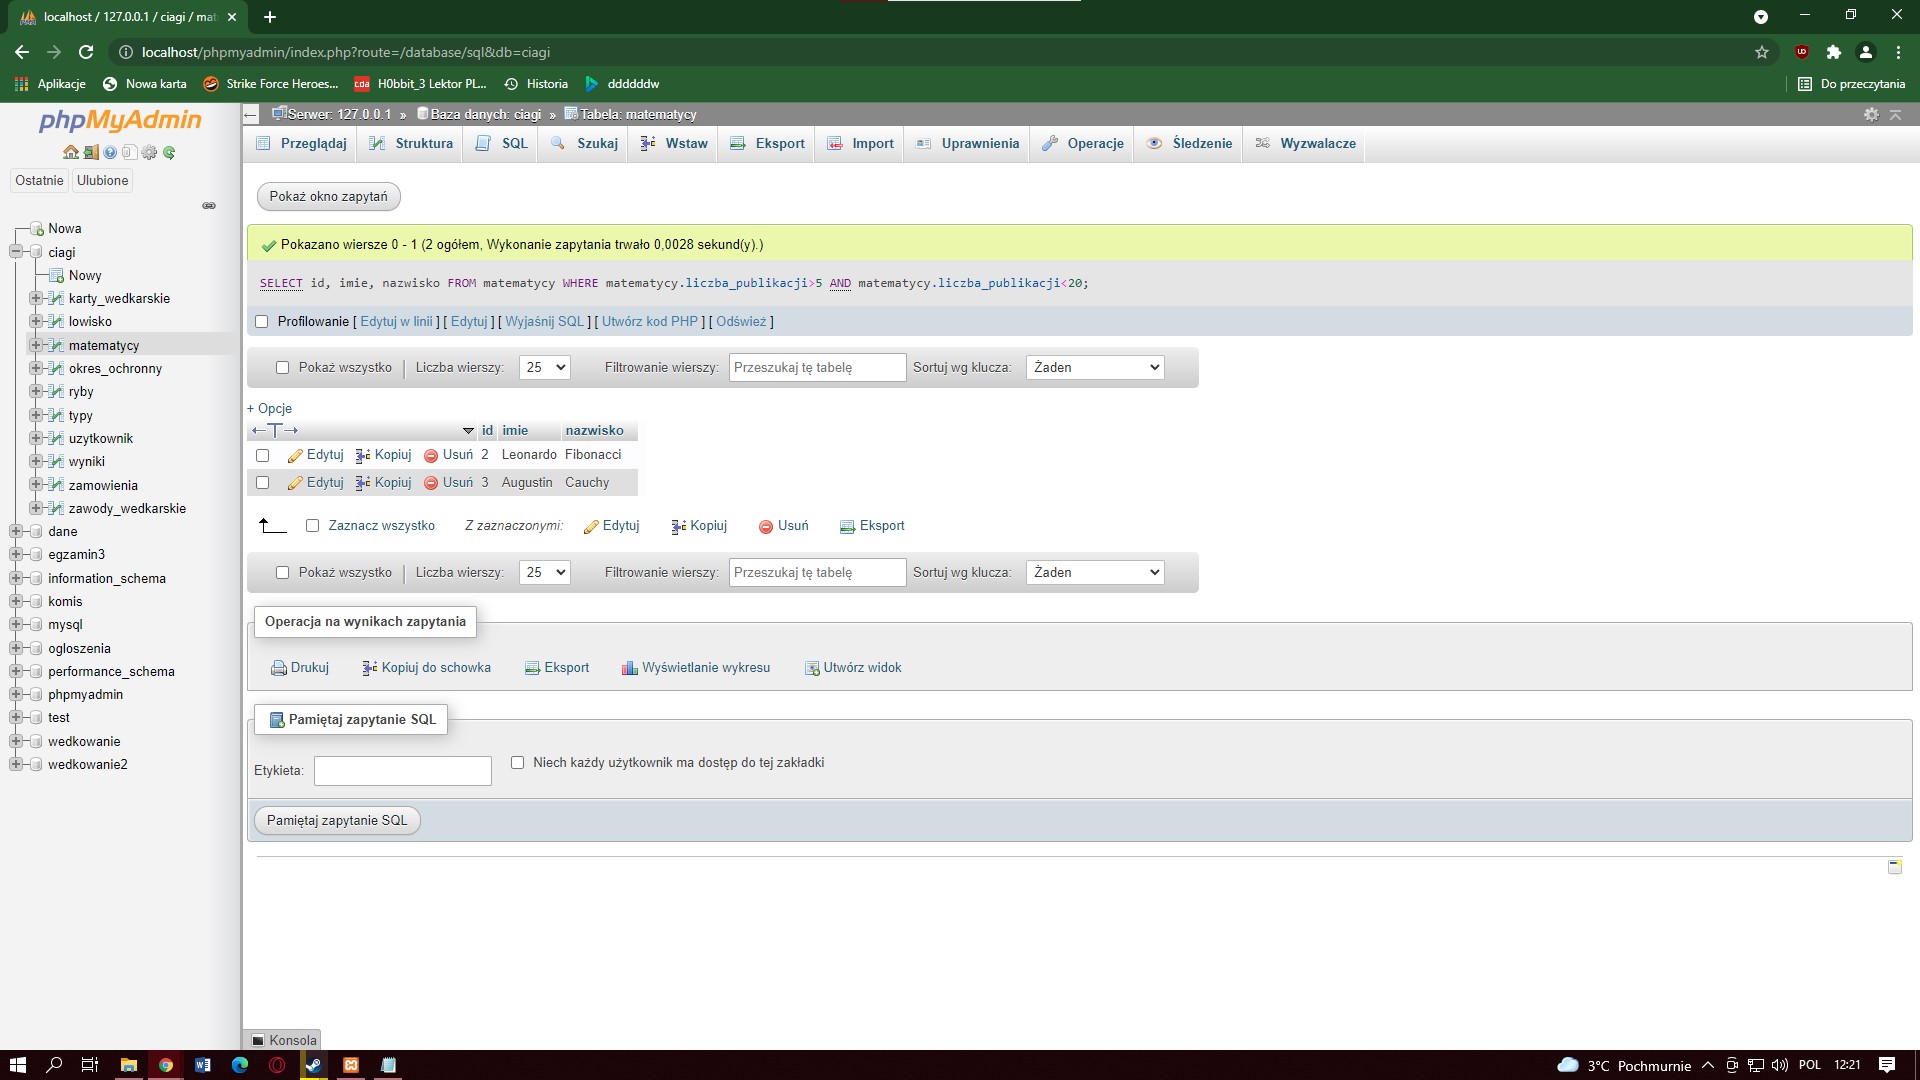 localhost / 127.0.0.1 / ciagi / mat
localhost/phpmyadmin/index.php?route=/database/sql&db=ciagi
Aplikacje Nowa karta Strike Force Heroes... cda H0bbit_3 Lektor PL... Historia ddddddw Do przeczytania
phpMyAdmin
Ostatnie Ulubione
Nowa
ciagi
Nowy
karty_wedkarskie
lowisko
matematycy
okres_ochronny
ryby
typy
uzytkownik
wyniki
zamowienia
zawody_wedkarskie
dane
egzamin3
information_schema
komis
mysql
ogloszenia
performance_schema
phpmyadmin
test
wedkowanie
wedkowanie2
Serwer: 127.0.0.1 » Baza danych: ciagi » Tabela: matematycy
Przeglądaj Struktura SQL Szukaj Wstaw Eksport Import Uprawnienia Operacje Śledzenie Wyzwalacze
Pokaż okno zapytań
Pokazano wiersze 0 - 1 (2 ogółem, Wykonanie zapytania trwało 0,0028 sekund(y).)
SELECT id, imie, nazwisko FROM matematycy WHERE matematycy.liczba_publikacji>5 AND matematycy.liczba_publikacji<20;
Profilowanie [ Edytuj w linii ] [ Edytuj ] [ Wyjaśnij SQL ] [ Utwórz kod PHP ] [ Odśwież ]
Pokaż wszystko | Liczba wierszy: 25 Filtrowanie wierszy: Przeszukaj tę tabelę Sortuj wg klucza: Żaden
+ Opcje
←T→ id imie nazwisko
Edytuj Kopiuj Usuń 2 Leonardo Fibonacci
Edytuj Kopiuj Usuń 3 Augustin Cauchy
Zaznacz wszystko Z zaznaczonymi: Edytuj Kopiuj Usuń Eksport
Pokaż wszystko | Liczba wierszy: 25 Filtrowanie wierszy: Przeszukaj tę tabelę Sortuj wg klucza: Żaden
Operacja na wynikach zapytania
Drukuj Kopiuj do schowka Eksport Wyświetlanie wykresu Utwórz widok
Pamiętaj zapytanie SQL
Etykieta: Niech każdy użytkownik ma dostęp do tej zakładki
Pamiętaj zapytanie SQL
Konsola
3°C Pochmurnie POL 12:21